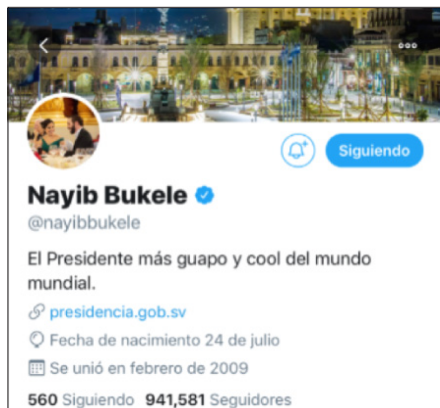 Siguiendo
Nayib Bukele
@nayibbukele
El Presidente más guapo y cool del mundo
mundial.
presidencia.gob.sv
Fecha de nacimiento 24 de julio
Se unió en febrero de 2009
560 Siguiendo 941,581 Seguidores